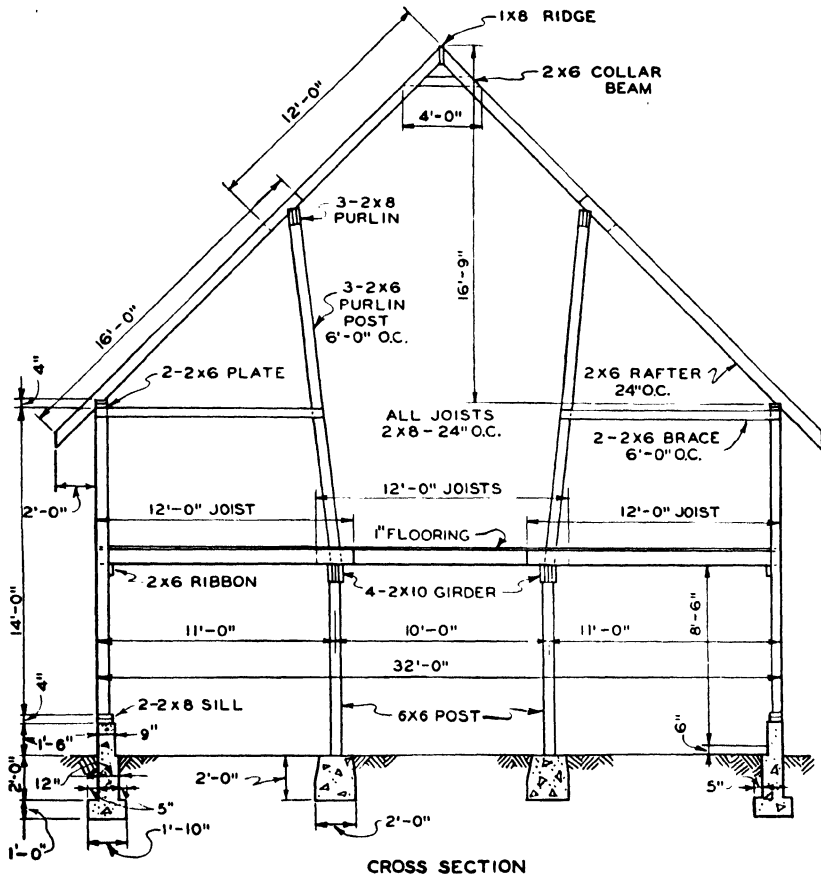 1X8 RIDGE
2X6 COLLAR
BEAM
12'-0"
4'-0"
3-2X8
PURLIN
16'-9"
3-2X6
PURLIN
POST
6'-0" O.C.
16'-0"
4"
2-2X6 PLATE
2X6 RAFTER
24" O.C.
ALL JOISTS
2X8-24" O.C.
2-2X6 BRACE
6'-0" O.C.
2'-0"
12'-0" JOISTS
12'-0" JOIST
12'-0" JOIST
1" FLOORING
2X6 RIBBON
4-2X10 GIRDER
14'-0"
8'-6"
11'-0"
10'-0"
11'-0"
32'-0"
4"
2-2X8 SILL
6X6 POST
9"
1'-6"
6"
2'-0"
12"
2'-0"
5"
5"
1'-10"
2'-0"
1'-0"
CROSS SECTION